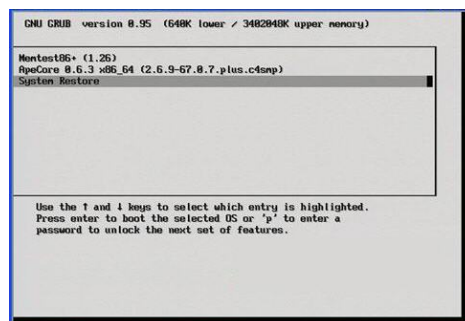 GNU GRUB version 0.95 (640K lower / 3402048K upper memory)
Memtest86+ (1.26)
ApeCore 0.6.3 x86_64 (2.6.9-67.0.7.plus.c4smp)
System Restore
Use the ↑ and ↓ keys to select which entry is highlighted.
Press enter to boot the selected OS or 'p' to enter a
password to unlock the next set of features.